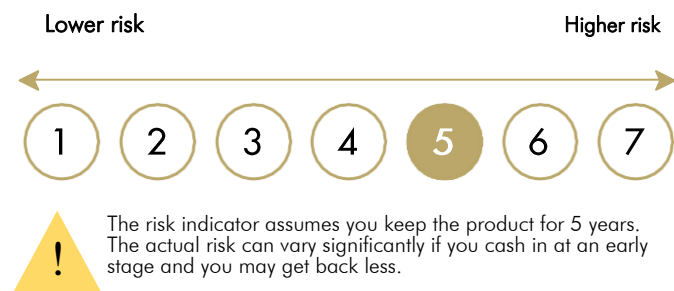 Lower risk Higher risk
1 2 3 4 5 6 7
! The risk indicator assumes you keep the product for 5 years.
The actual risk can vary significantly if you cash in at an early
stage and you may get back less.